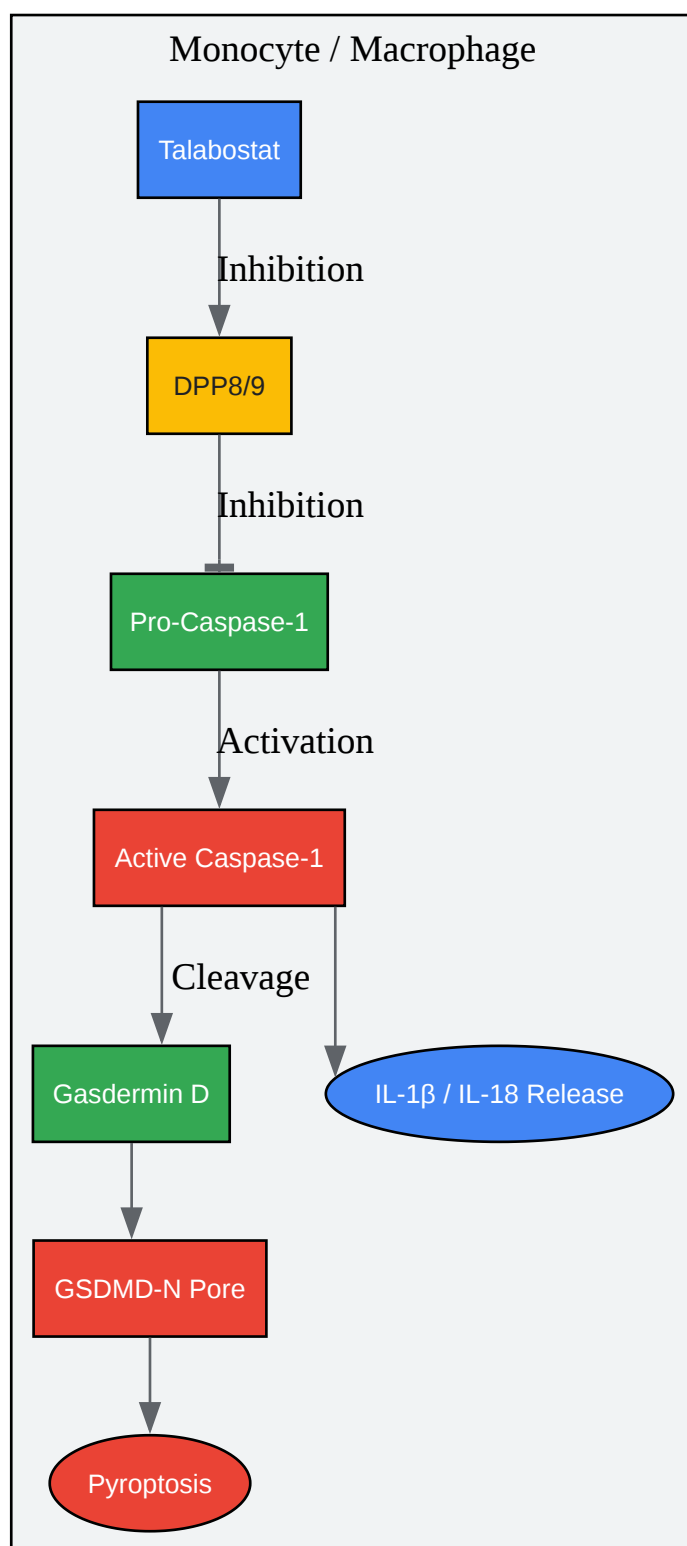 Monocyte / Macrophage
Talabostat
Inhibition
DPP8/9
Inhibition
Pro-Caspase-1
Activation
Active Caspase-1
Cleavage
Gasdermin D
IL-1β / IL-18 Release
GSDMD-N Pore
Pyroptosis